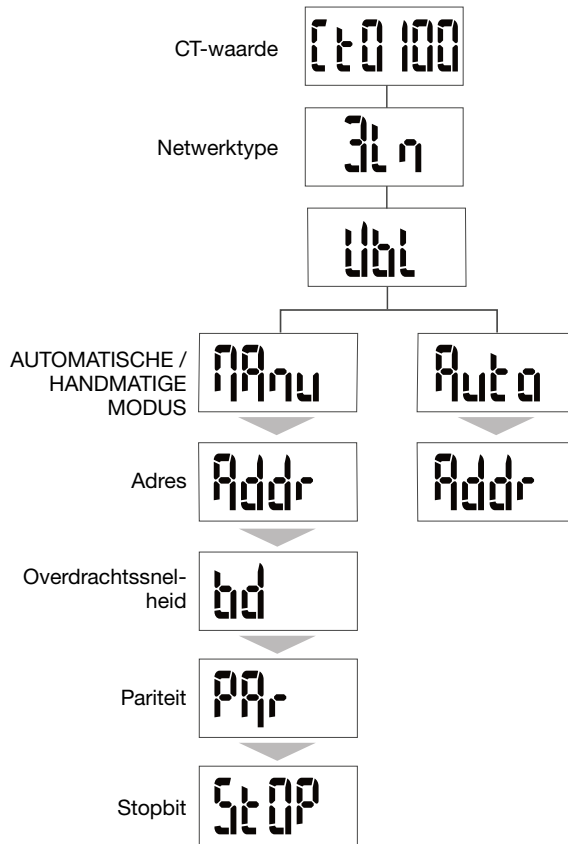 CT-waarde
Ct0100
Netwerktype
3Ln
UbL
AUTOMATISCHE /
HANDMATIGE
MODUS
MAnu
Auto
Adres
Addr
Addr
Overdrachtssnel-
heid
bd
Pariteit
PAr
Stopbit
StOP